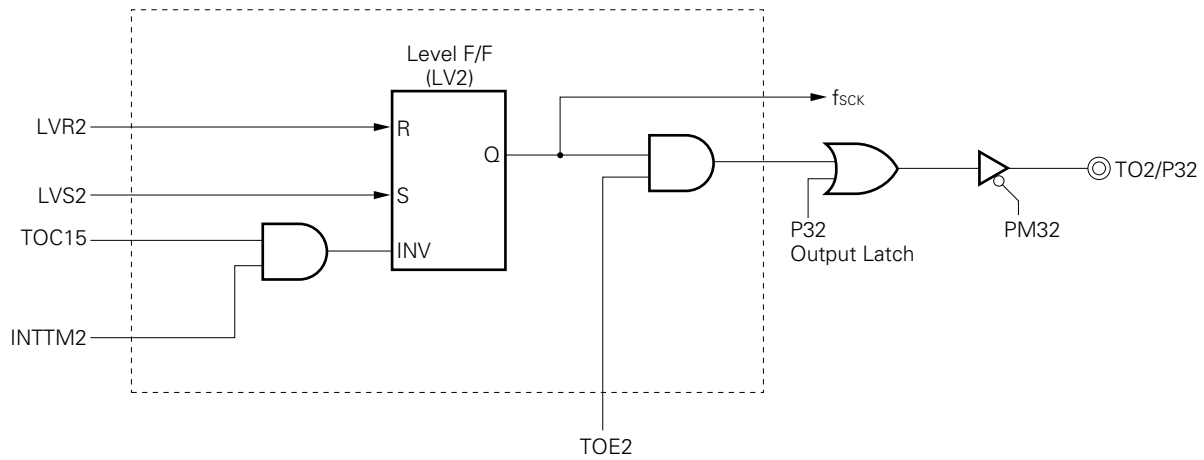 Level F/F
(LV2)
fSCK
LVR2
R
Q
TO2/P32
LVS2
S
TOC15
P32
Output Latch
PM32
INV
INTTM2
TOE2